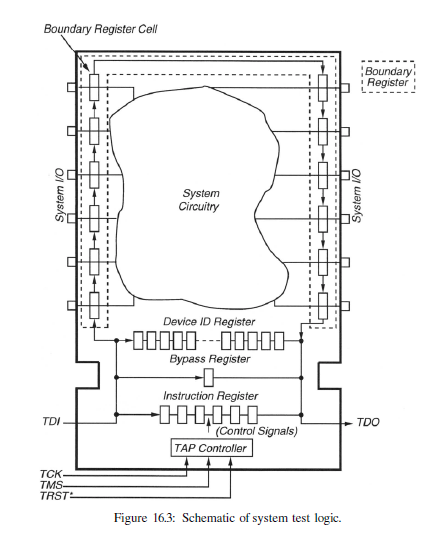 Boundary Register Cell
Boundary
Register
System I/O
System
Circuitry
System I/O
Device ID Register
Bypass Register
Instruction Register
TDI
TDO
(Control Signals)
TAP Controller
TCK
TMS
TRST*
Figure 16.3: Schematic of system test logic.